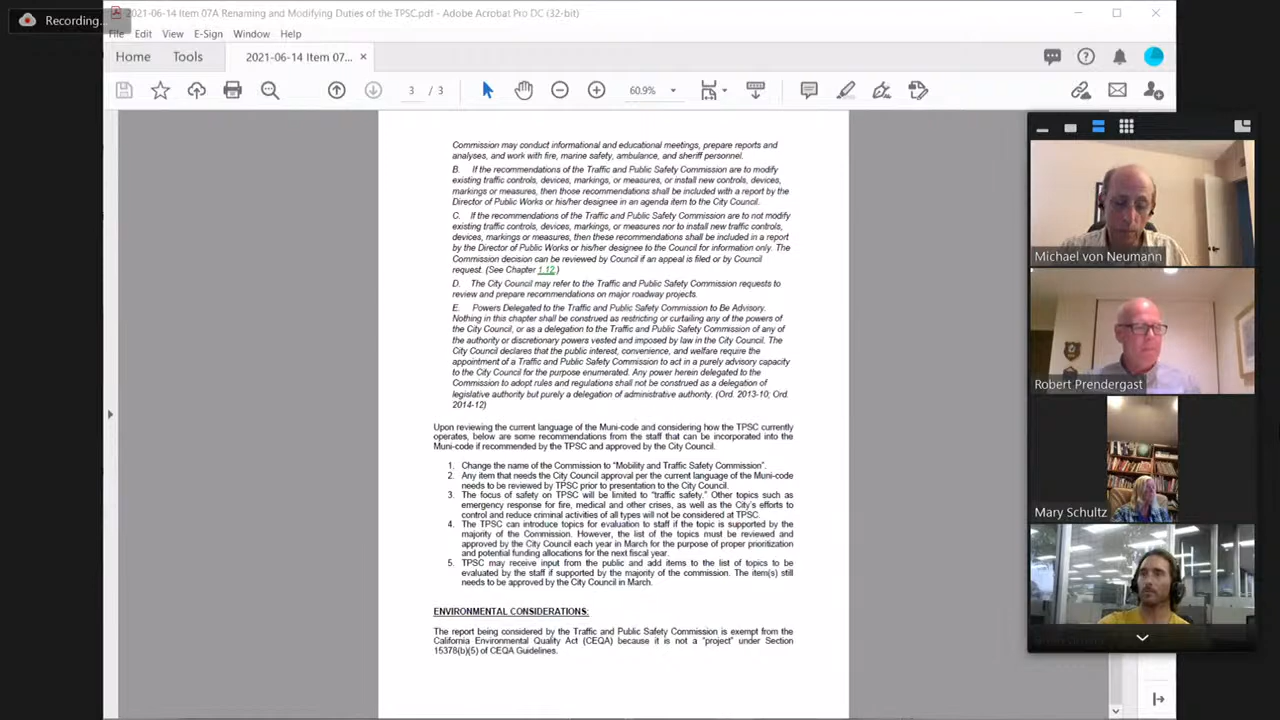 Recording...
2021-06-14 Item 07A Renaming and Modifying Duties of the TPSC.pdf - Adobe Acrobat Pro DC (32-bit)
File Edit View E-Sign Window Help
Home Tools 2021-06-14 Item 07... ×
3 / 3 60.9%
Commission may conduct informational and educational meetings, prepare reports and
analyses, and work with fire, marine safety, ambulance, and sheriff personnel.
B. If the recommendations of the Traffic and Public Safety Commission are to modify
existing traffic controls, devices, markings, or measures, or install new controls, devices,
markings or measures, then those recommendations shall be included with a report by the
Director of Public Works or his/her designee in an agenda item to the City Council.
C. If the recommendations of the Traffic and Public Safety Commission are to not modify
existing traffic controls, devices, markings, or measures nor to install new traffic controls,
devices, markings or measures, then these recommendations shall be included in a report
by the Director of Public Works or his/her designee to the Council for information only. The
Commission decision can be reviewed by Council if an appeal is filed or by Council
request. (See Chapter 1.12.)
D. The City Council may refer to the Traffic and Public Safety Commission requests to
review and prepare recommendations on major roadway projects.
E. Powers Delegated to the Traffic and Public Safety Commission to Be Advisory.
Nothing in this chapter shall be construed as restricting or curtailing any of the powers of
the City Council, or as a delegation to the Traffic and Public Safety Commission of any of
the authority or discretionary powers vested and imposed by law in the City Council. The
City Council declares that the public interest, convenience, and welfare require the
appointment of a Traffic and Public Safety Commission to act in a purely advisory capacity
to the City Council for the purpose enumerated. Any power herein delegated to the
Commission to adopt rules and regulations shall not be construed as a delegation of
legislative authority but purely a delegation of administrative authority. (Ord. 2013-10; Ord.
2014-12)
Upon reviewing the current language of the Muni-code and considering how the TPSC currently
operates, below are some recommendations from the staff that can be incorporated into the
Muni-code if recommended by the TPSC and approved by the City Council.
1. Change the name of the Commission to “Mobility and Traffic Safety Commission”.
2. Any item that needs the City Council approval per the current language of the Muni-code
needs to be reviewed by TPSC prior to presentation to the City Council.
3. The focus of safety on TPSC will be limited to “traffic safety.” Other topics such as
emergency response for fire, medical and other crises, as well as the City's efforts to
control and reduce criminal activities of all types will not be considered at TPSC.
4. The TPSC can introduce topics for evaluation to staff if the topic is supported by the
majority of the Commission. However, the list of the topics must be reviewed and
approved by the City Council each year in March for the purpose of proper prioritization
and potential funding allocations for the next fiscal year.
5. TPSC may receive input from the public and add items to the list of topics to be
evaluated by the staff if supported by the majority of the commission. The item(s) still
needs to be approved by the City Council in March.
ENVIRONMENTAL CONSIDERATIONS:
The report being considered by the Traffic and Public Safety Commission is exempt from the
California Environmental Quality Act (CEQA) because it is not a “project” under Section
15378(b)(5) of CEQA Guidelines.
Michael von Neumann
Robert Prendergast
Mary Schultz